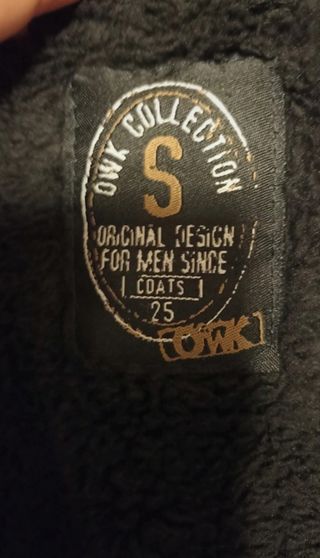 OWK COLLECTION
S
ORIGINAL DESIGN
FOR MEN SINCE
COATS
25
OWK